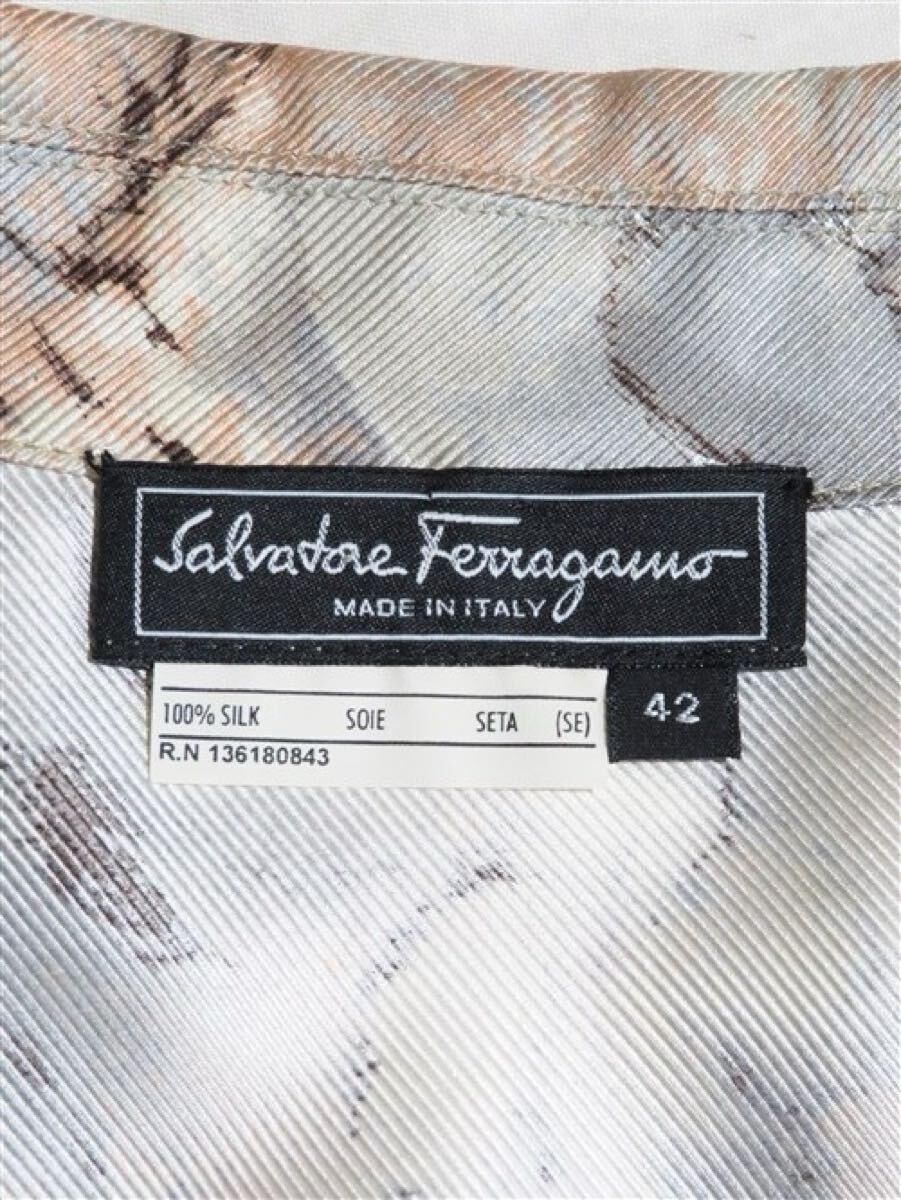 Salvatore Ferragamo
MADE IN ITALY
42
100% SILK SOIE SETA (SE)
R.N 136180843